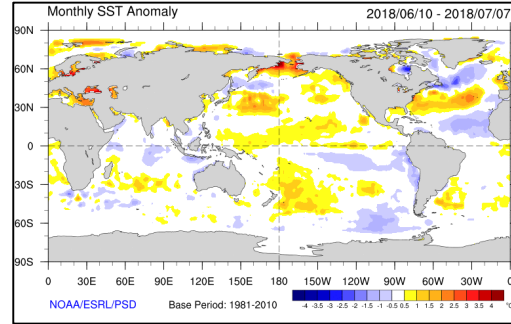 Monthly SST Anomaly 2018/06/10 - 2018/07/07
90N
60N
30N
0
30S
60S
90S
0 30E 60E 90E 120E 150E 180 150W 120W 90W 60W 30W 0
NOAA/ESRL/PSD Base Period: 1981-2010
-4 -3.5 -3 -2.5 -2 -1.5 -1 -0.5 0.5 1 1.5 2 2.5 3 3.5 4 °C